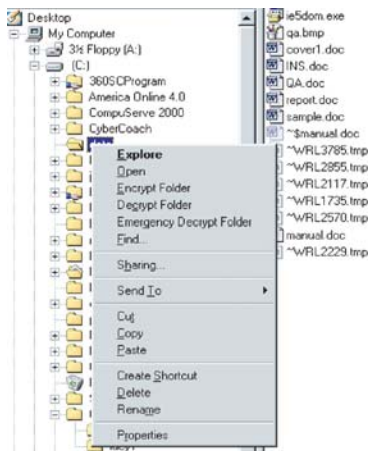 Desktop
My Computer
3½ Floppy (A:)
(C:)
360SCProgram
America Online 4.0
CompuServe 2000
CyberCoach
Explore
Open
Encrypt Folder
Decrypt Folder
Emergency Decrypt Folder
Find...
Sharing...
Send To
Cut
Copy
Paste
Create Shortcut
Delete
Rename
Properties
ie5dom.exe
qa.bmp
cover1.doc
INS.doc
QA.doc
report.doc
sample.doc
~$manual.doc
~WRL3785.tmp
~WRL2855.tmp
~WRL2117.tmp
~WRL1735.tmp
~WRL2570.tmp
manual.doc
~WRL2229.tmp